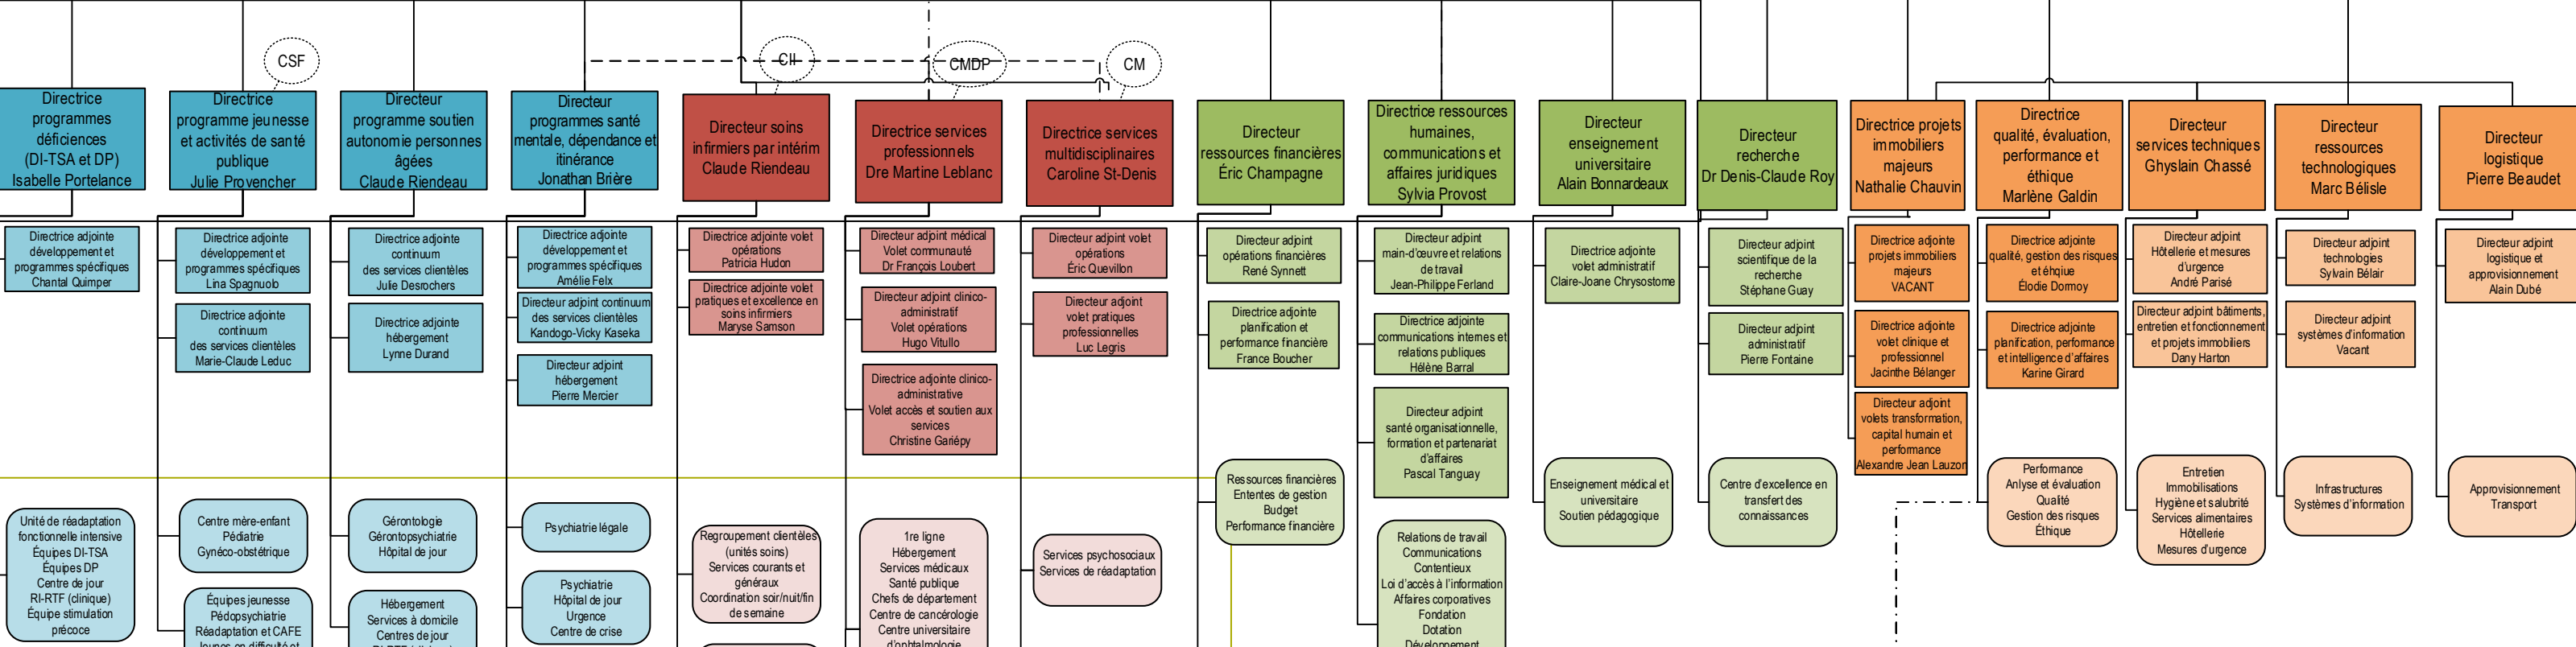 CSF
CII
CMDP
CM
Directrice
programmes
déficiences
(DI-TSA et DP)
Isabelle Portelance
Directrice
programme jeunesse
et activités de santé
publique
Julie Provencher
Directeur
programme soutien
autonomie personnes
âgées
Claude Riendeau
Directeur
programmes santé
mentale, dépendance et
itinérance
Jonathan Brière
Directeur soins
infirmiers par intérim
Claude Riendeau
Directrice services
professionnels
Dre Martine Leblanc
Directrice services
multidisciplinaires
Caroline St-Denis
Directeur
ressources financières
Éric Champagne
Directrice ressources
humaines,
communications et
affaires juridiques
Sylvia Provost
Directeur
enseignement
universitaire
Alain Bonnardeaux
Directeur
recherche
Dr Denis-Claude Roy
Directrice projets
immobiliers
majeurs
Nathalie Chauvin
Directrice
qualité, évaluation,
performance et
éthique
Marlène Galdin
Directeur
services techniques
Ghyslain Chassé
Directeur
ressources
technologiques
Marc Bélisle
Directeur
logistique
Pierre Beaudet
Directrice adjointe
développement et
programmes spécifiques
Chantal Quimper
Directrice adjointe
développement et
programmes spécifiques
Lina Spagnuolo
Directrice adjointe
continuum
des services clientèles
Marie-Claude Leduc
Directrice adjointe
continuum
des services clientèles
Julie Desrochers
Directrice adjointe
hébergement
Lynne Durand
Directrice adjointe
développement et
programmes spécifiques
Amélie Felx
Directeur adjoint continuum
des services clientèles
Kandogo-Vicky Kaseka
Directeur adjoint
hébergement
Pierre Mercier
Directrice adjointe volet
opérations
Patricia Hudon
Directrice adjointe volet
pratiques et excellence en
soins infirmiers
Maryse Samson
Directeur adjoint médical
Volet communauté
Dr François Loubert
Directeur adjoint clinico-
administratif
Volet opérations
Hugo Vitullo
Directrice adjointe clinico-
administrative
Volet accès et soutien aux
services
Christine Gariépy
Directeur adjoint volet
opérations
Éric Quevillon
Directeur adjoint
volet pratiques
professionnelles
Luc Legris
Directeur adjoint
opérations financières
René Synnett
Directrice adjointe
planification et
performance financière
France Boucher
Directeur adjoint
main-d'œuvre et relations
de travail
Jean-Philippe Ferland
Directrice adjointe
communications internes et
relations publiques
Hélène Barral
Directeur adjoint
santé organisationnelle,
formation et partenariat
d'affaires
Pascal Tanguay
Directrice adjointe
volet administratif
Claire-Joane Chrysostome
Directeur adjoint
scientifique de la
recherche
Stéphane Guay
Directeur adjoint
administratif
Pierre Fontaine
Directrice adjointe
projets immobiliers
majeurs
VACANT
Directrice adjointe
volet clinique et
professionnel
Jacinthe Bélanger
Directeur adjoint
volets transformation,
capital humain et
performance
Alexandre Jean Lauzon
Directrice adjointe
qualité, gestion des risques
et éhqiue
Élodie Dormoy
Directrice adjointe
planification, performance
et intelligence d'affaires
Karine Girard
Directeur adjoint
Hôtellerie et mesures
d'urgence
André Parisé
Directeur adjoint bâtiments,
entretien et fonctionnement
et projets immobiliers
Dany Harton
Directeur adjoint
technologies
Sylvain Bélair
Directeur adjoint
systèmes d'information
Vacant
Directeur adjoint
logistique et
approvisionnement
Alain Dubé
Unité de réadaptation
fonctionnelle intensive
Équipes DI-TSA
Équipes DP
Centre de jour
RI-RTF (clinique)
Équipe stimulation
précoce
Centre mère-enfant
Pédiatrie
Gynéco-obstétrique
Équipes jeunesse
Pédopsychiatrie
Réadaptation et CAFE
Jeunes en difficulté et
Gérontologie
Gérontopsychiatrie
Hôpital de jour
Hébergement
Services à domicile
Centres de jour
Psychiatrie légale
Psychiatrie
Hôpital de jour
Urgence
Centre de crise
Regroupement clientèles
(unités soins)
Services courants et
généraux
Coordination soir/nuit/fin
de semaine
1re ligne
Hébergement
Services médicaux
Santé publique
Chefs de département
Centre de cancérologie
Centre universitaire
d'ophtalmologie
Services psychosociaux
Services de réadaptation
Ressources financières
Ententes de gestion
Budget
Performance financière
Relations de travail
Communications
Contentieux
Loi d'accès à l'information
Affaires corporatives
Fondation
Dotation
Développement
Enseignement médical et
universitaire
Soutien pédagogique
Centre d'excellence en
transfert des
connaissances
Performance
Anlyse et évaluation
Qualité
Gestion des risques
Éthique
Entretien
Immobilisations
Hygiène et salubrité
Services alimentaires
Hôtellerie
Mesures d'urgence
Infrastructures
Systèmes d'information
Approvisionnement
Transport